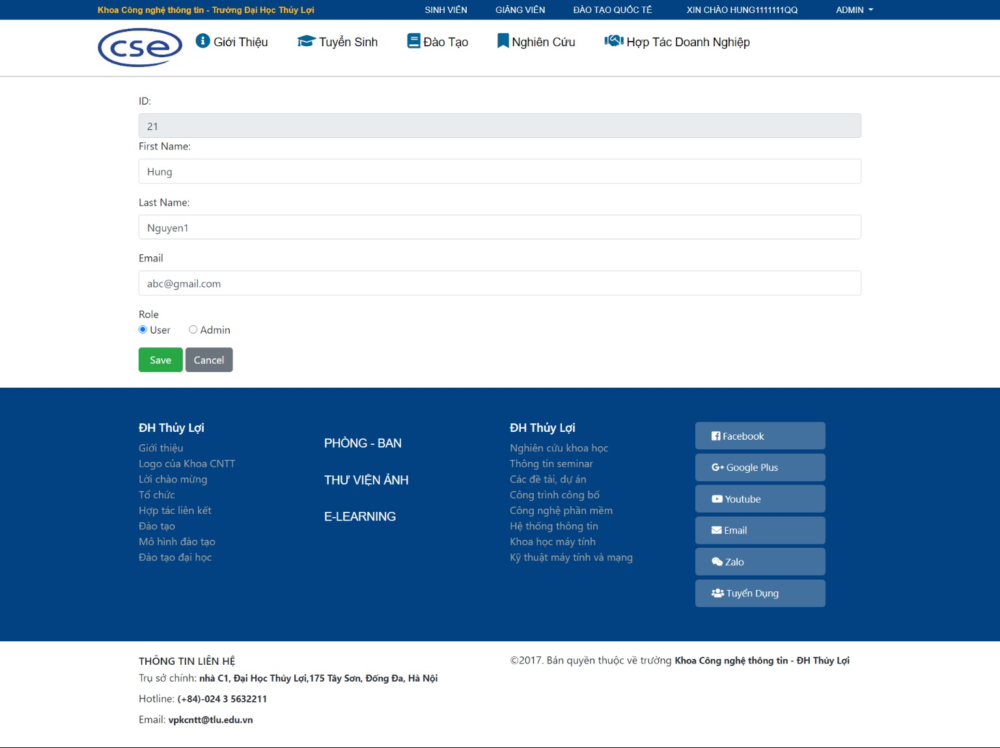 Khoa Công nghệ thông tin - Trường Đại Học Thủy Lợi
SINH VIÊN
GIẢNG VIÊN
ĐÀO TẠO QUỐC TẾ
XIN CHÀO HUNG1111111QQ
ADMIN
cse
Giới Thiệu
Tuyển Sinh
Đào Tạo
Nghiên Cứu
Hợp Tác Doanh Nghiệp
ID:
21
First Name:
Hung
Last Name:
Nguyen1
Email
abc@gmail.com
Role
User
Admin
Save
Cancel
ĐH Thủy Lợi
Giới thiệu
Logo của Khoa CNTT
Lời chào mừng
Tổ chức
Hợp tác liên kết
Đào tạo
Mô hình đào tạo
Đào tạo đại học
PHÒNG - BAN
THƯ VIỆN ẢNH
E-LEARNING
ĐH Thủy Lợi
Nghiên cứu khoa học
Thông tin seminar
Các đề tài, dự án
Công trình công bố
Công nghệ phần mềm
Hệ thống thông tin
Khoa học máy tính
Kỹ thuật máy tính và mạng
Facebook
Google Plus
Youtube
Email
Zalo
Tuyển Dụng
THÔNG TIN LIÊN HỆ
Trụ sở chính: nhà C1, Đại Học Thủy Lợi,175 Tây Sơn, Đống Đa, Hà Nội
Hotline: (+84)-024 3 5632211
Email: vpkcntt@tlu.edu.vn
©2017. Bản quyền thuộc về trường Khoa Công nghệ thông tin - ĐH Thủy Lợi